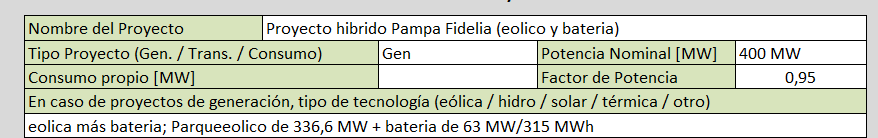 Nombre del Proyecto Proyecto hibrido Pampa Fidelia (eolico y bateria)
Tipo Proyecto (Gen. / Trans. / Consumo) Gen Potencia Nominal [MW] 400 MW
Consumo propio [MW] Factor de Potencia 0,95
En caso de proyectos de generación, tipo de tecnología (eólica / hidro / solar / térmica / otro)
eolica más bateria; Parqueeolico de 336,6 MW + bateria de 63 MW/315 MWh